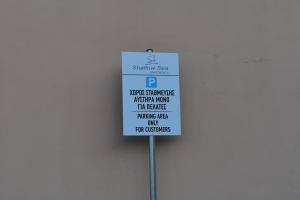 Shallow Sea
P
ΧΩΡΟΣ ΣΤΑΘΜΕΥΣΗΣ
ΑΥΣΤΗΡΑ ΜΟΝΟ
ΓΙΑ ΠΕΛΑΤΕΣ
PARKING AREA
ONLY
FOR CUSTOMERS